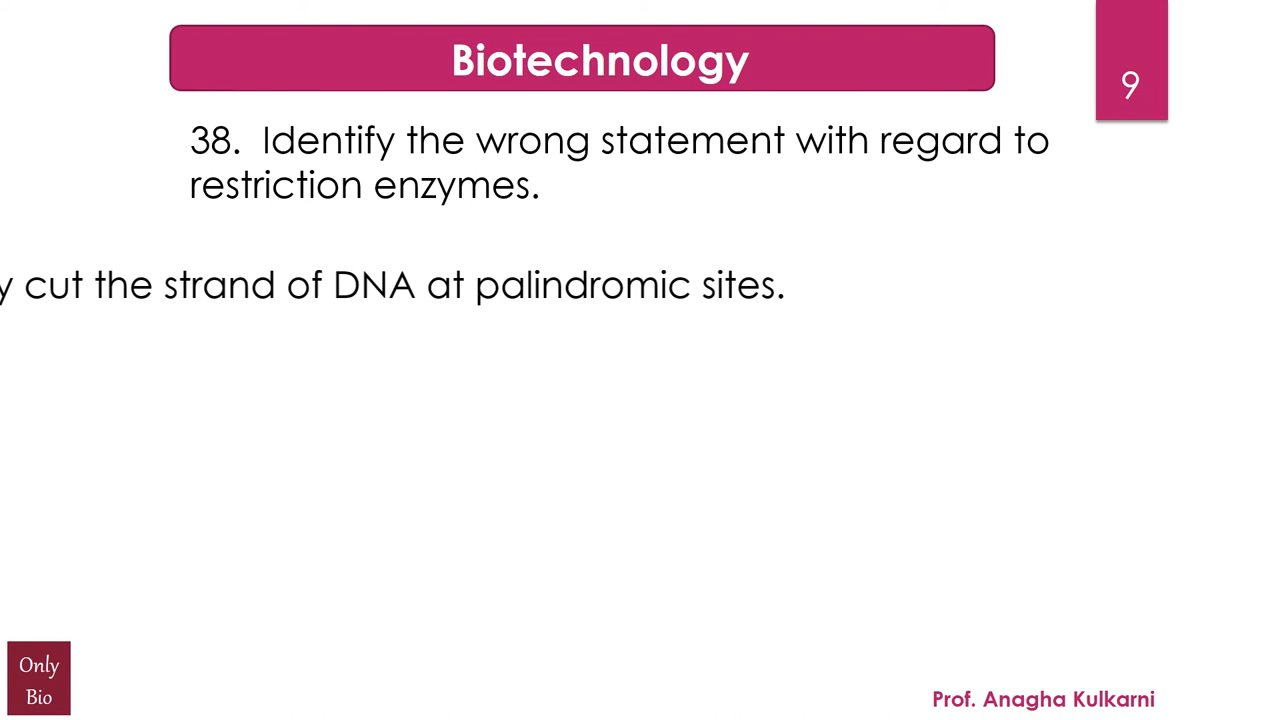 Biotechnology
9
38. Identify the wrong statement with regard to
restriction enzymes.
y cut the strand of DNA at palindromic sites.
Only
Bio
Prof. Anagha Kulkarni